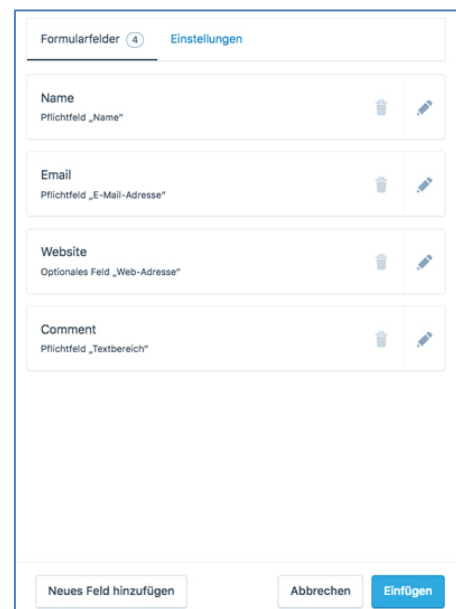 Formularfelder 4 Einstellungen
Name
Pflichtfeld „Name“
Email
Pflichtfeld „E-Mail-Adresse“
Website
Optionales Feld „Web-Adresse“
Comment
Pflichtfeld „Textbereich“
Neues Feld hinzufügen Abbrechen Einfügen